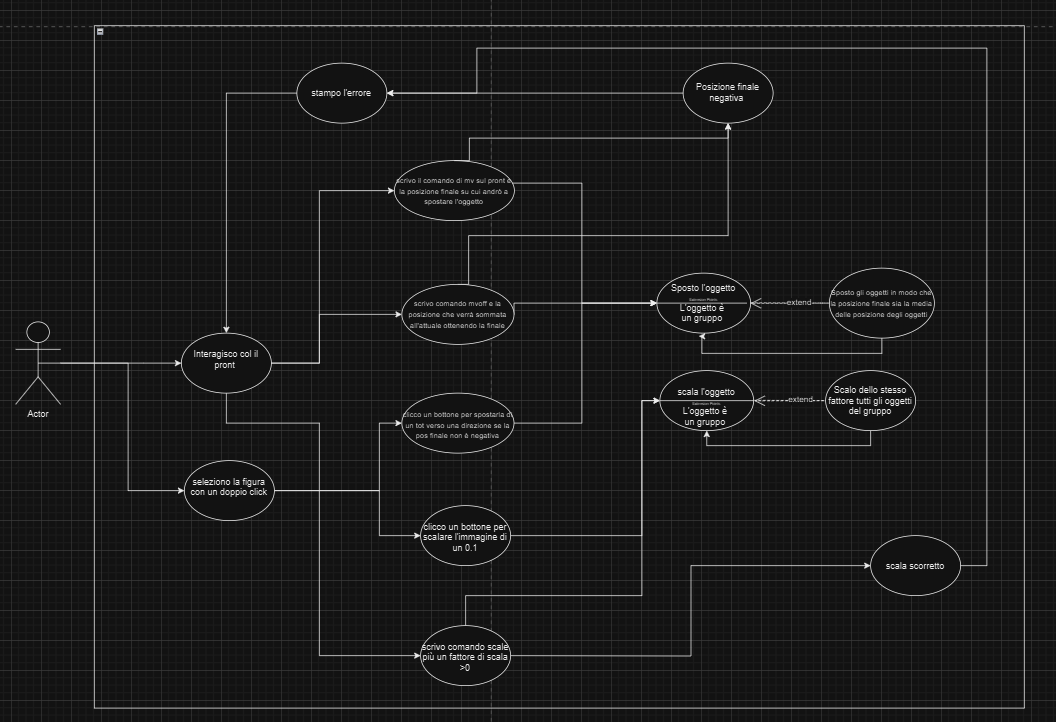 stampo l'errore
Posizione finale
negativa
scrivo il comando di mv sul pront e
la posizione finale su cui andrò a
spostare l'oggetto
scrivo comando mvoff e la
posizione che verrà sommata
all'attuale ottenendo la finale
Sposto l'oggetto
Extension Points
L'oggetto è
un gruppo
extend
Sposto gli oggetti in modo che
la posizione finale sia la media
delle posizione degli oggetti
Interagisco col il
pront
Actor
clicco un bottone per spostarla di
un tot verso una direzione se la
pos finale non è negativa
scala l'oggetto
Extension Points
L'oggetto è
un gruppo
extend
Scalo dello stesso
fattore tutti gli oggetti
del gruppo
seleziono la figura
con un doppio click
clicco un bottone per
scalare l'immagine di
un 0.1
scala scorretto
scrivo comando scale
più un fattore di scala
>0